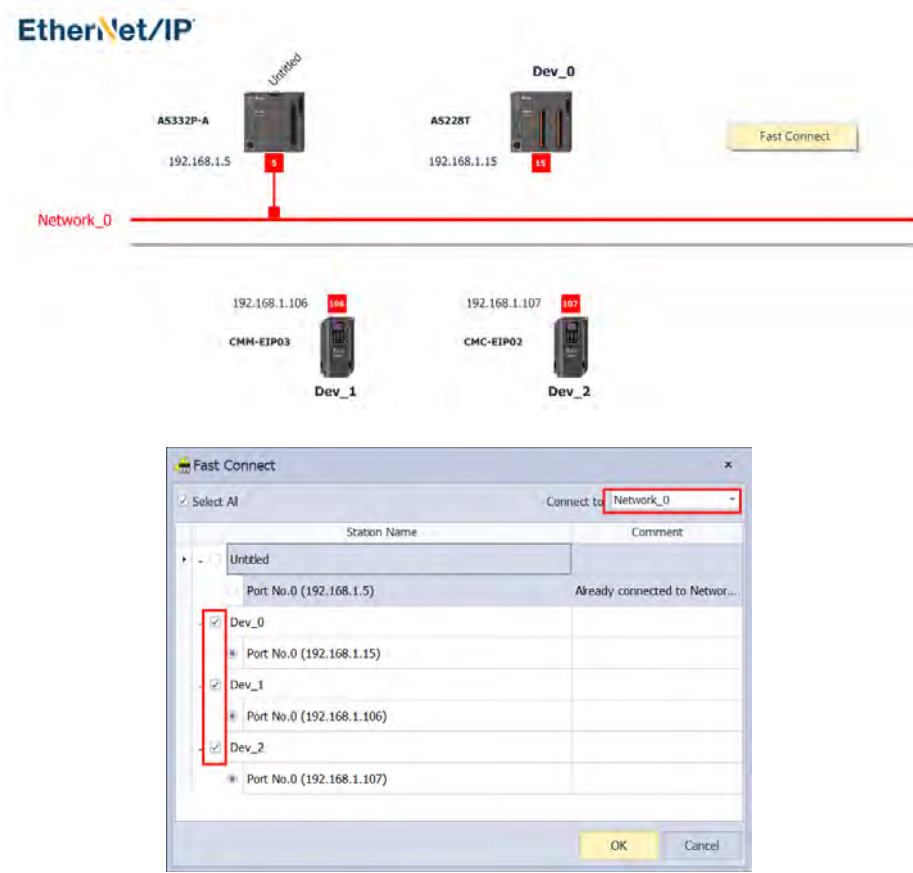 EtherNet/IP
Untitled
Dev_0
AS332P-A
AS228T
Fast Connect
192.168.1.5
5
192.168.1.15
15
Network_0
192.168.1.106
106
192.168.1.107
107
CMM-EIP03
CMC-EIP02
Dev_1
Dev_2
Fast Connect
Select All
Connect to
Network_0
Station Name
Comment
Untitled
Port No.0 (192.168.1.5)
Already connected to Networ...
Dev_0
Port No.0 (192.168.1.15)
Dev_1
Port No.0 (192.168.1.106)
Dev_2
Port No.0 (192.168.1.107)
OK
Cancel